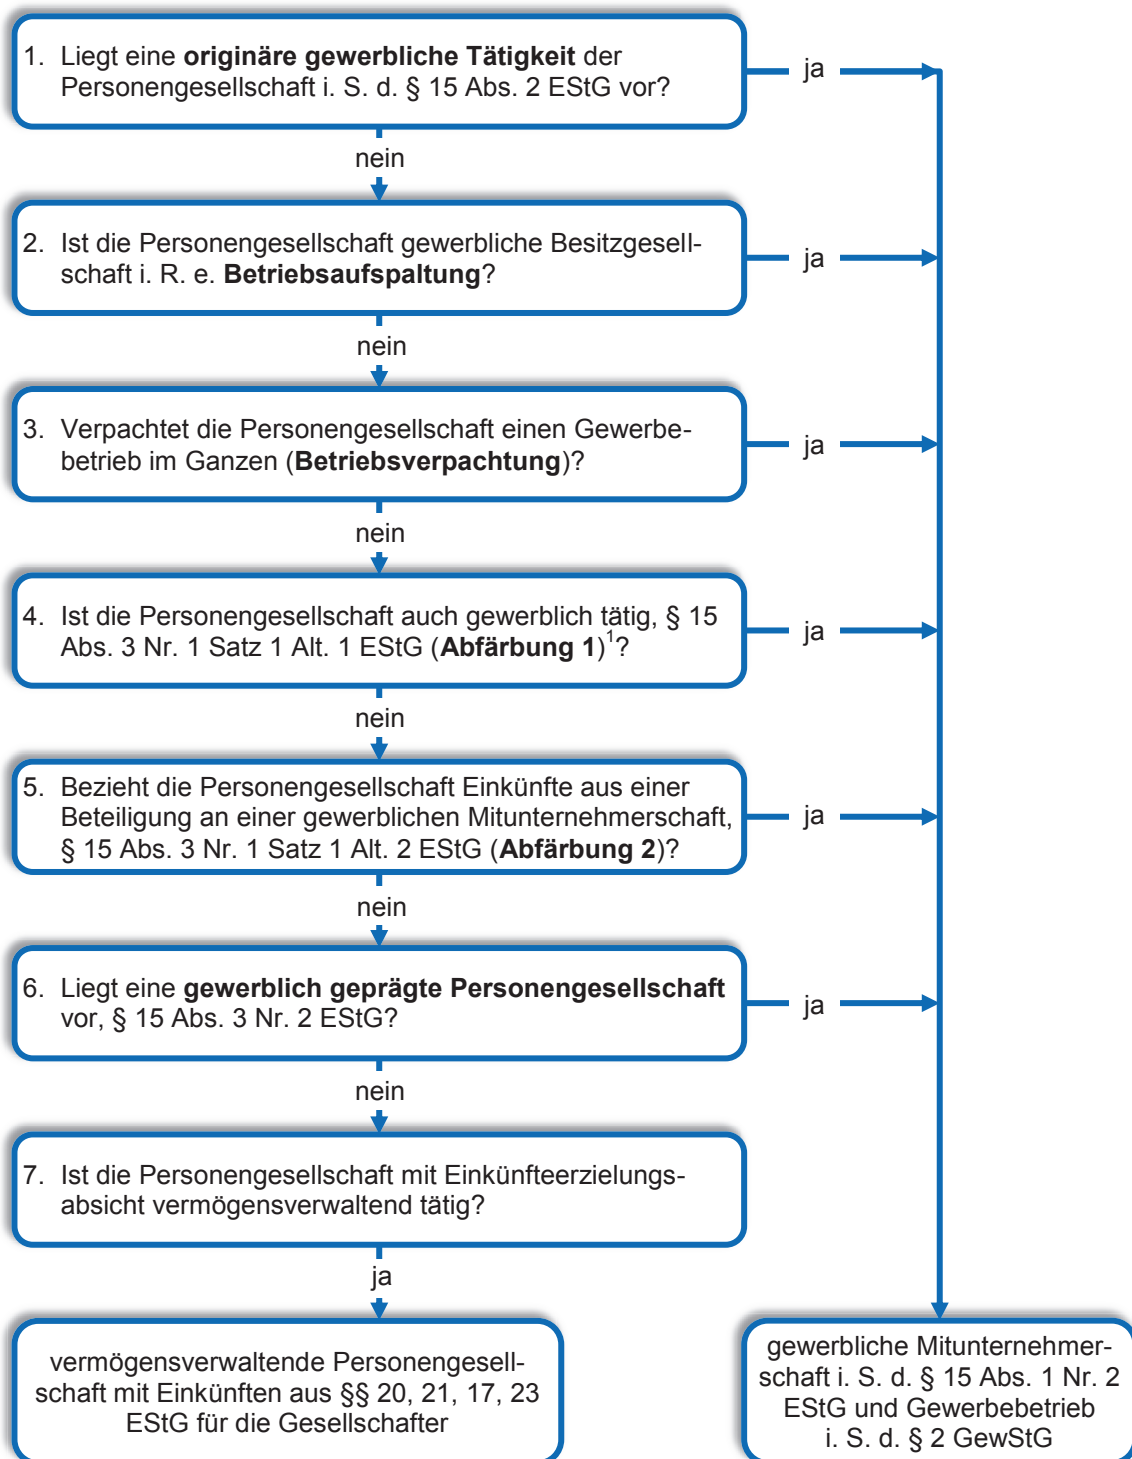 1. Liegt eine originäre gewerbliche Tätigkeit der
Personengesellschaft i. S. d. § 15 Abs. 2 EStG vor?
ja
nein
2. Ist die Personengesellschaft gewerbliche Besitzgesell-
schaft i. R. e. Betriebsaufspaltung?
ja
nein
3. Verpachtet die Personengesellschaft einen Gewerbe-
betrieb im Ganzen (Betriebsverpachtung)?
ja
nein
4. Ist die Personengesellschaft auch gewerblich tätig, § 15
Abs. 3 Nr. 1 Satz 1 Alt. 1 EStG (Abfärbung 1)¹?
ja
nein
5. Bezieht die Personengesellschaft Einkünfte aus einer
Beteiligung an einer gewerblichen Mitunternehmerschaft,
§ 15 Abs. 3 Nr. 1 Satz 1 Alt. 2 EStG (Abfärbung 2)?
ja
nein
6. Liegt eine gewerblich geprägte Personengesellschaft
vor, § 15 Abs. 3 Nr. 2 EStG?
ja
nein
7. Ist die Personengesellschaft mit Einkünfteerzielungs-
absicht vermögensverwaltend tätig?
ja
vermögensverwaltende Personengesell-
schaft mit Einkünften aus §§ 20, 21, 17, 23
EStG für die Gesellschafter
gewerbliche Mitunternehmer-
schaft i. S. d. § 15 Abs. 1 Nr. 2
EStG und Gewerbebetrieb
i. S. d. § 2 GewStG